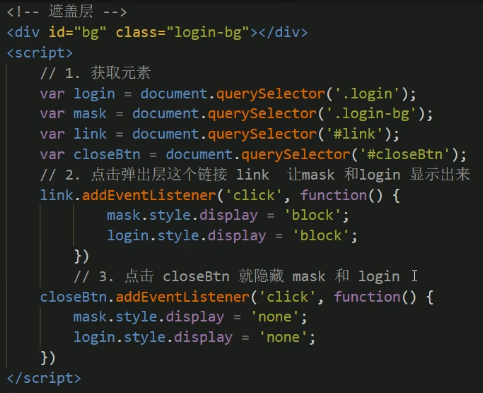 <!-- 遮盖层 -->
<div id="bg" class="login-bg"></div>
<script>
    // 1. 获取元素
    var login = document.querySelector('.login');
    var mask = document.querySelector('.login-bg');
    var link = document.querySelector('#link');
    var closeBtn = document.querySelector('#closeBtn');
    // 2. 点击弹出层这个链接 link  让mask 和login 显示出来
    link.addEventListener('click', function() {
            mask.style.display = 'block';
            login.style.display = 'block';
        })
        // 3. 点击 closeBtn 就隐藏 mask 和 login
    closeBtn.addEventListener('click', function() {
        mask.style.display = 'none';
        login.style.display = 'none';
    })
</script>